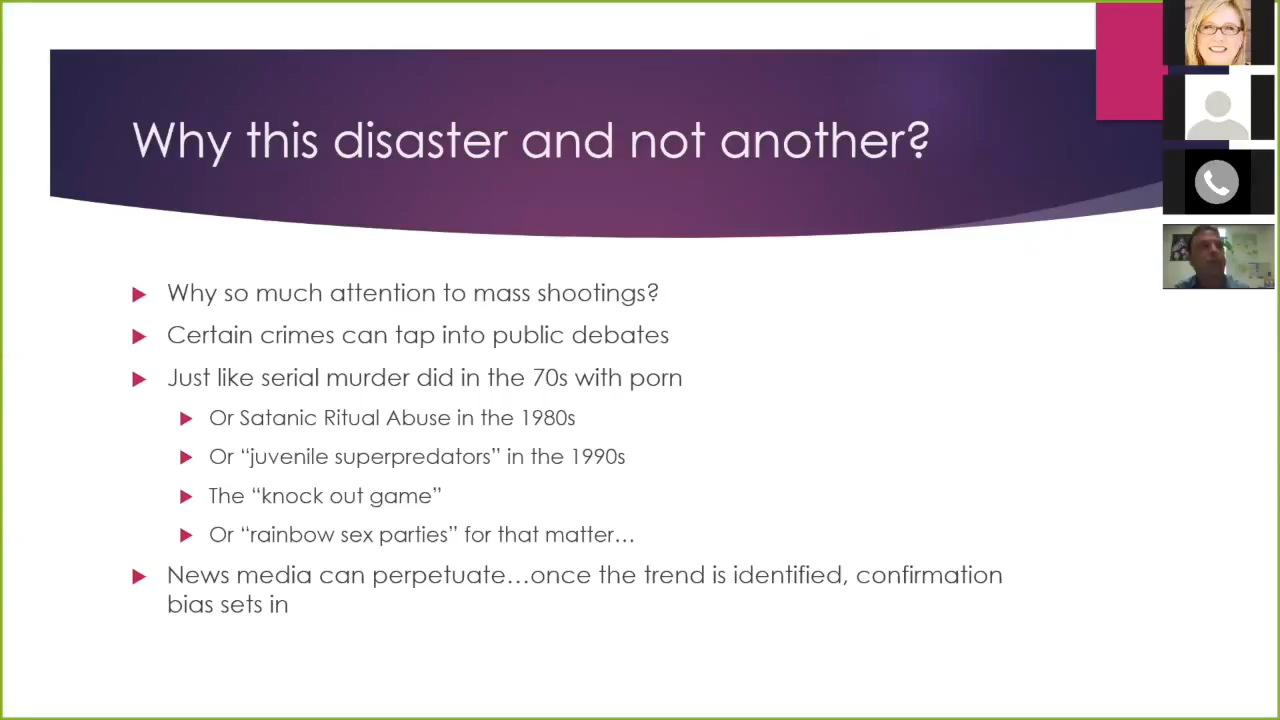 Why this disaster and not another?
Why so much attention to mass shootings?
Certain crimes can tap into public debates
Just like serial murder did in the 70s with porn
Or Satanic Ritual Abuse in the 1980s
Or “juvenile superpredators” in the 1990s
The “knock out game”
Or “rainbow sex parties” for that matter…
News media can perpetuate…once the trend is identified, confirmation
bias sets in